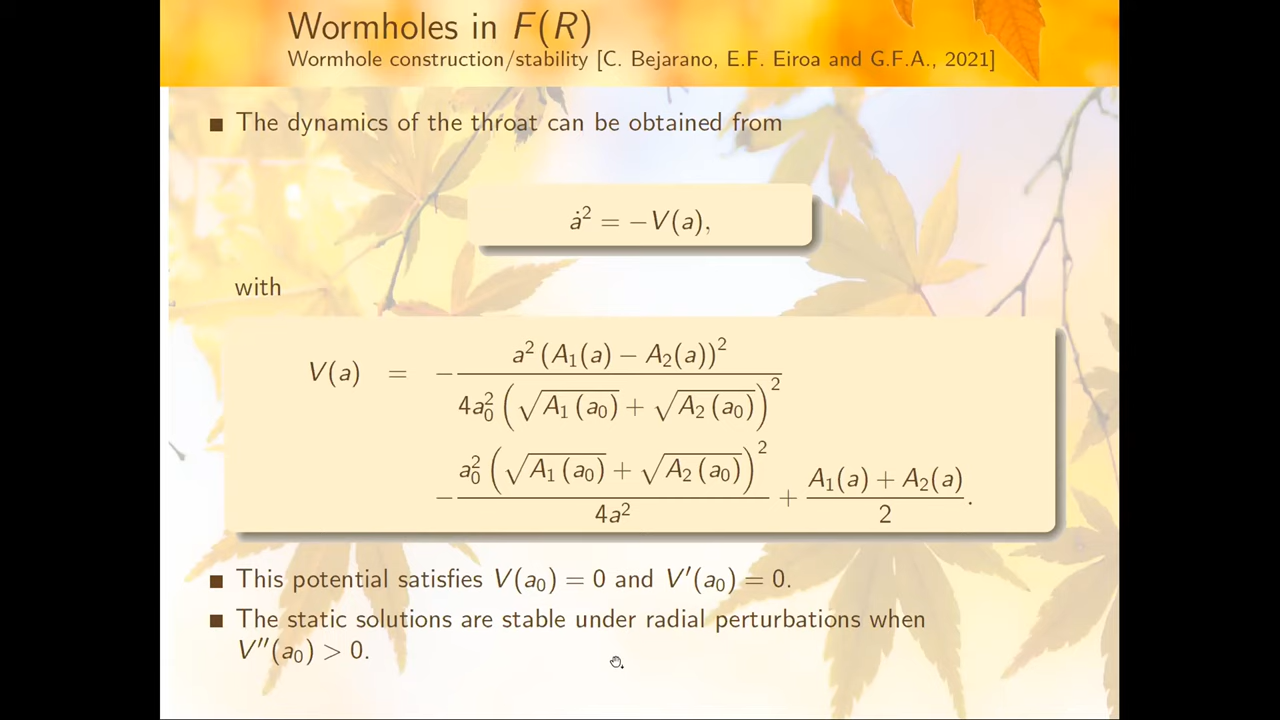 Wormholes in F(R)
Wormhole construction/stability [C. Bejarano, E.F. Eiroa and G.F.A., 2021]
■ The dynamics of the throat can be obtained from
ȧ² = −V(a),
with
V(a) = − a² (A₁(a) − A₂(a))² / 4a₀² (√A₁(a₀) + √A₂(a₀))²
− a₀² (√A₁(a₀) + √A₂(a₀))² / 4a² + A₁(a) + A₂(a) / 2.
■ This potential satisfies V(a₀) = 0 and V′(a₀) = 0.
■ The static solutions are stable under radial perturbations when
V′′(a₀) > 0.